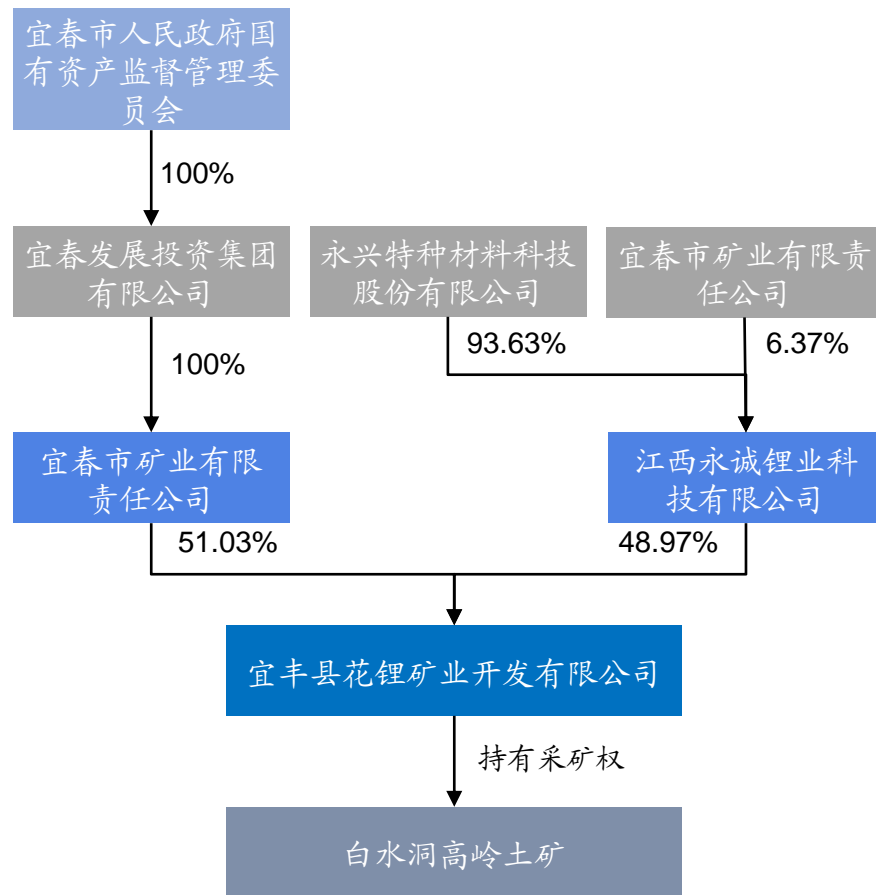 宜春市人民政府国
有资产监督管理委
员会
100%
宜春发展投资集团
有限公司
永兴特种材料科技
股份有限公司
宜春市矿业有限责
任公司
100%
93.63%
6.37%
宜春市矿业有限
责任公司
江西永诚锂业科
技有限公司
51.03%
48.97%
宜丰县花锂矿业开发有限公司
持有采矿权
白水洞高岭土矿